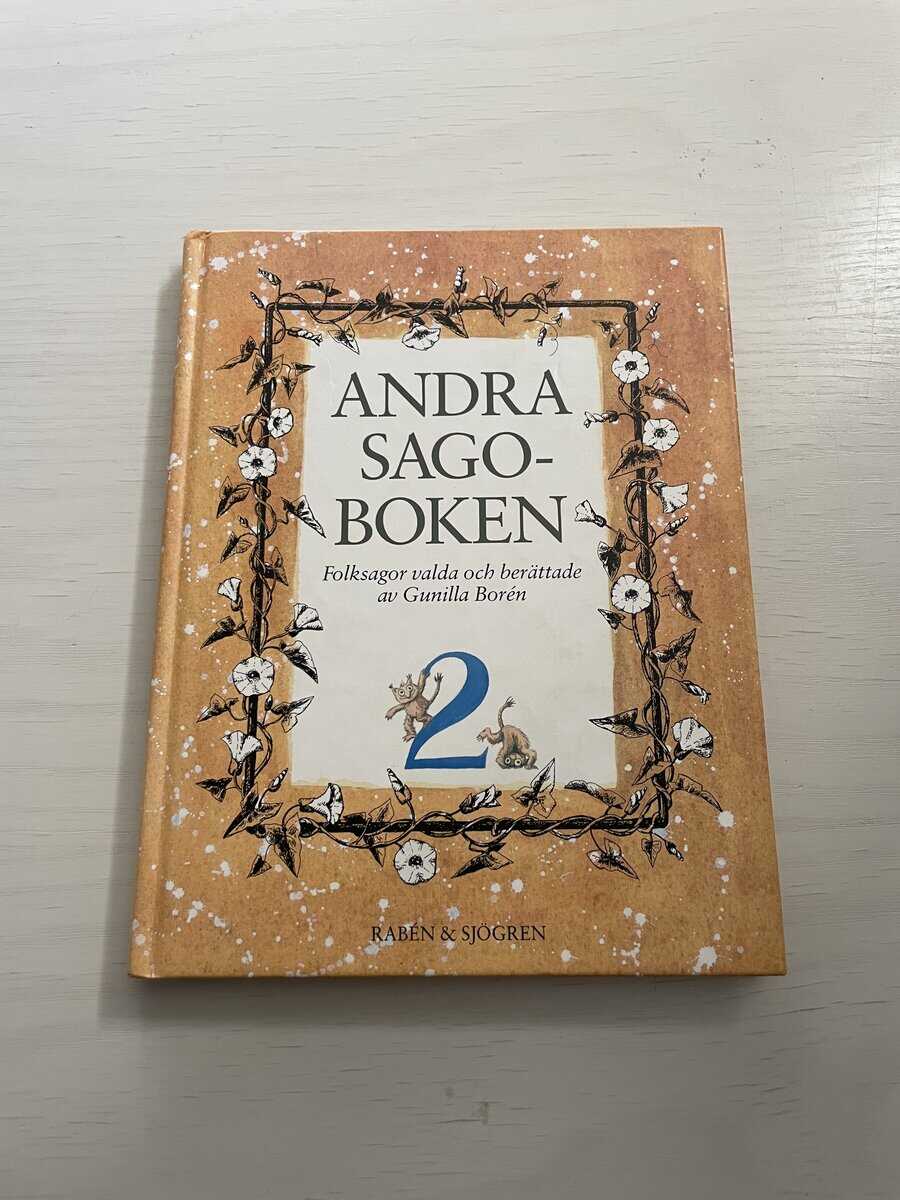 ANDRA
SAGO-
BOKEN
Folksagor valda och berättade
av Gunilla Borén
2
RABÉN & SJÖGREN